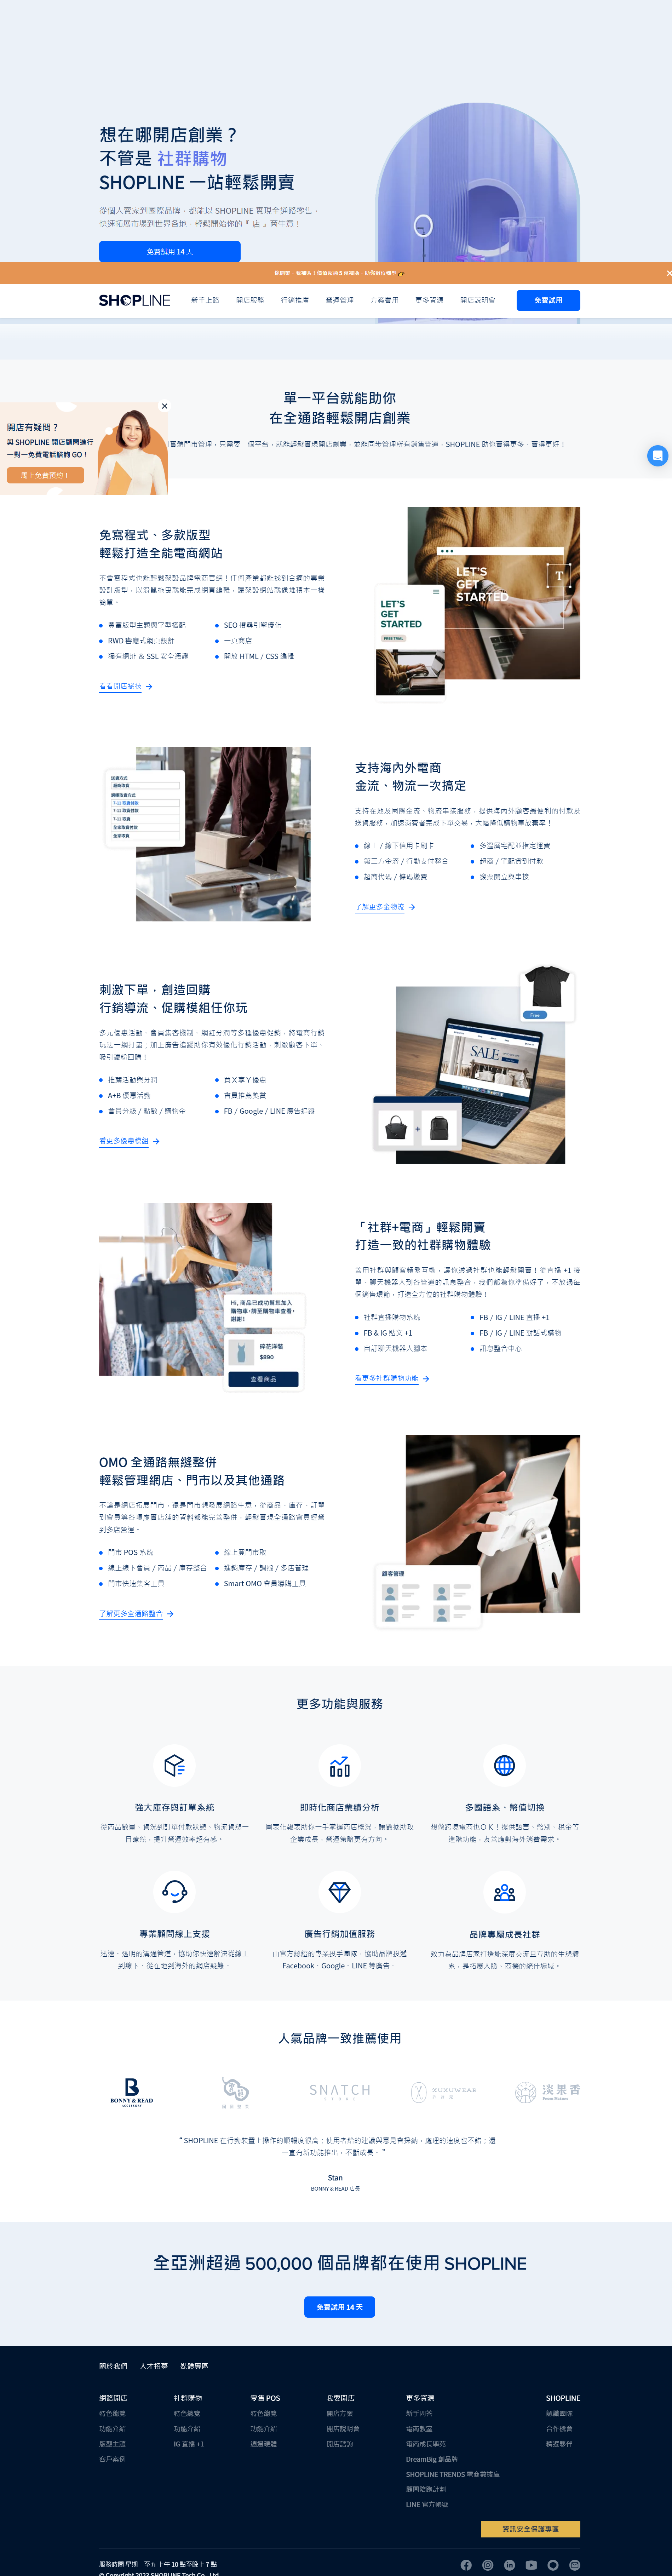 想在哪開店創業？
不管是 社群購物
SHOPLINE 一站輕鬆開賣
從個人賣家到國際品牌，都能以 SHOPLINE 實現全通路零售，
快速拓展市場到世界各地，輕鬆開始你的『 店 』商生意！
免費試用 14 天
SHOPLINE
新手上路
開店服務
行銷推廣
營運管理
方案費用
更多資源
開店說明會
免費試用
單一平台就能助你
在全通路輕鬆開店創業
實體門市管理，只需要一個平台，就能輕鬆實現開店創業，並能同步管理所有銷售管道，SHOPLINE 助你賣得更多、賣得更好！
開店有疑問？
與 SHOPLINE 開店顧問進行
一對一免費電話諮詢 GO！
馬上免費預約！
免寫程式、多款版型
輕鬆打造全能電商網站
不會寫程式也能輕鬆架設品牌電商官網！任何產業都能找到合適的專業
設計版型，以滑鼠拖曳就能完成網頁編輯，讓架設網站就像堆積木一樣
簡單。
豐富版型主題與字型搭配
SEO 搜尋引擎優化
RWD 響應式網頁設計
一頁商店
獨有網址 & SSL 安全憑證
開放 HTML / CSS 編輯
看看開店祕技
LET'S
GET
STARTED
T
LET'S
GET
STARTED
FREE TRIAL
送貨方式
超商取貨
選擇取貨方式
7-11 取貨付款
7-11 取貨付款
7-11 取貨
全家取貨付款
全家取貨
支持海內外電商
金流、物流一次搞定
支持在地及國際金流、物流串接服務，提供海內外顧客最便利的付款及
送貨服務，加速消費者完成下單交易，大幅降低購物車放棄率！
線上 / 線下信用卡刷卡
多溫層宅配並指定運費
第三方金流 / 行動支付整合
超商 / 宅配貨到付款
超商代碼 / 條碼繳費
發票開立與串接
了解更多金物流
刺激下單，創造回購
行銷導流、促購模組任你玩
多元優惠活動、會員集客機制、網紅分潤等多種優惠促銷，將電商行銷
玩法一網打盡；加上廣告追蹤助你有效優化行銷活動，刺激顧客下單、
吸引鐵粉回購！
推薦活動與分潤
買 X 享 Y 優惠
A+B 優惠活動
會員推薦獎賞
會員分級 / 點數 / 購物金
FB / Google / LINE 廣告追蹤
看更多優惠模組
Free
SALE
+
Hi, 商品已成功幫您加入
購物車，請至購物車查看，
謝謝！
碎花洋裝
$890
查看商品
「社群+電商」輕鬆開賣
打造一致的社群購物體驗
善用社群與顧客頻繁互動，讓你透過社群也能輕鬆開賣！從直播 +1 接
單、聊天機器人到各管道的訊息整合，我們都為你準備好了，不放過每
個銷售環節，打造全方位的社群購物體驗！
社群直播購物系統
FB / IG / LINE 直播 +1
FB & IG 貼文 +1
FB / IG / LINE 對話式購物
自訂聊天機器人腳本
訊息整合中心
看更多社群購物功能
OMO 全通路無縫整併
輕鬆管理網店、門市以及其他通路
不論是網店拓展門市，還是門市想發展網路生意，從商品、庫存、訂單
到會員等各項虛實店鋪的資料都能完善整併，輕鬆實現全通路會員經營
到多店營運。
門市 POS 系統
線上買門市取
線上線下會員 / 商品 / 庫存整合
進銷庫存 / 調撥 / 多店管理
門市快速集客工具
Smart OMO 會員導購工具
了解更多全通路整合
顧客管理
更多功能與服務
強大庫存與訂單系統
從商品數量、貨況到訂單付款狀態、物流資態一
目瞭然，提升營運效率超有感。
即時化商店業績分析
圖表化報表助你一手掌握商店概況，讓數據助攻
企業成長，營運策略更有方向。
多國語系、幣值切換
想做跨境電商也ＯＫ！提供語言、幣別、稅金等
進階功能，友善應對海外消費需求。
專業顧問線上支援
迅速、透明的溝通管道，協助你快速解決從線上
到線下、從在地到海外的網店疑難。
廣告行銷加值服務
由官方認證的專業投手團隊，協助品牌投遞
Facebook、Google、LINE 等廣告。
品牌專屬成長社群
致力為品牌店家打造能深度交流且互助的生態體
系，是拓展人脈、商機的絕佳場域。
人氣品牌一致推薦使用
B
BONNY & READ
ACCESSORY
SNATCH
SUXUWEAR
淡果香
“ SHOPLINE 在行動裝置上操作的順暢度很高；使用者給的建議與意見會採納，處理的速度也不錯；還
一直有新功能推出，不斷成長。”
Stan
BONNY & READ 店長
全亞洲超過 500,000 個品牌都在使用 SHOPLINE
免費試用 14 天
關於我們
人才招募
媒體專區
網路開店
特色總覽
功能介紹
版型主題
客戶案例
社群購物
特色總覽
功能介紹
IG 直播 +1
零售 POS
特色總覽
功能介紹
週邊硬體
我要開店
開店方案
開店說明會
開店諮詢
更多資源
新手問答
電商教室
電商成長學苑
DreamBig 創品牌
SHOPLINE TRENDS 電商數據庫
顧問陪跑計劃
LINE 官方帳號
SHOPLINE
認識團隊
合作機會
精選夥伴
資訊安全保護專區
服務時間 星期一至五 上午 10 點至晚上 7 點
© Copyright 2023 SHOPLINE Tech Co., Ltd.